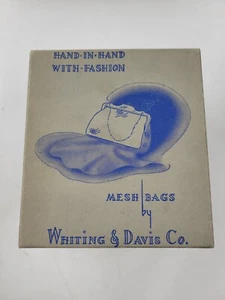 HAND·IN·HAND
WITH·FASHION
MESH BAGS
by
WHITING & DAVIS CO.